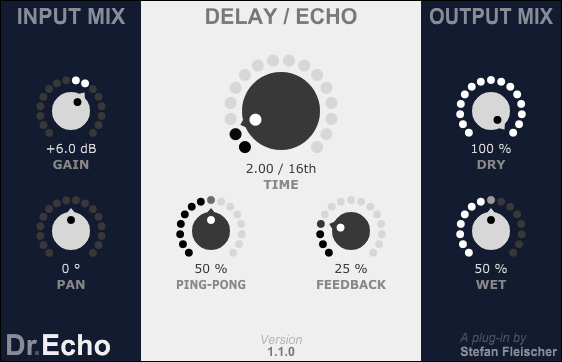 INPUT MIX
DELAY / ECHO
OUTPUT MIX
+6.0 dB
GAIN
2.00 / 16th
TIME
100 %
DRY
0 °
PAN
50 %
PING-PONG
25 %
FEEDBACK
50 %
WET
Dr.Echo
Version
1.1.0
A plug-in by
Stefan Fleischer